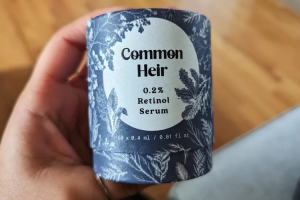 Common
Heir
0.2%
Retinol
Serum